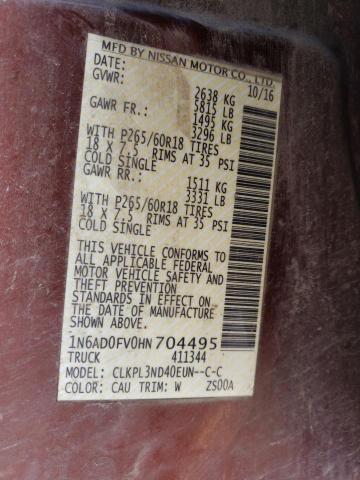 MFD BY NISSAN MOTOR CO., LTD.
DATE: 10/16
GVWR: 2638 KG
5815 LB
GAWR FR.: 1495 KG
3296 LB
WITH P265/60R18 TIRES
18 X 7.5 RIMS AT 35 PSI
COLD SINGLE
GAWR RR.: 1511 KG
3331 LB
WITH P265/60R18 TIRES
18 X 7.5 RIMS AT 35 PSI
COLD SINGLE
THIS VEHICLE CONFORMS TO
ALL APPLICABLE FEDERAL
MOTOR VEHICLE SAFETY AND
THEFT PREVENTION
STANDARDS IN EFFECT ON
THE DATE OF MANUFACTURE
SHOWN ABOVE.
1N6AD0FV0HN704495
TRUCK 411344
MODEL: CLKPL3ND40EUN--C-C
COLOR: CAU TRIM: W ZS00A